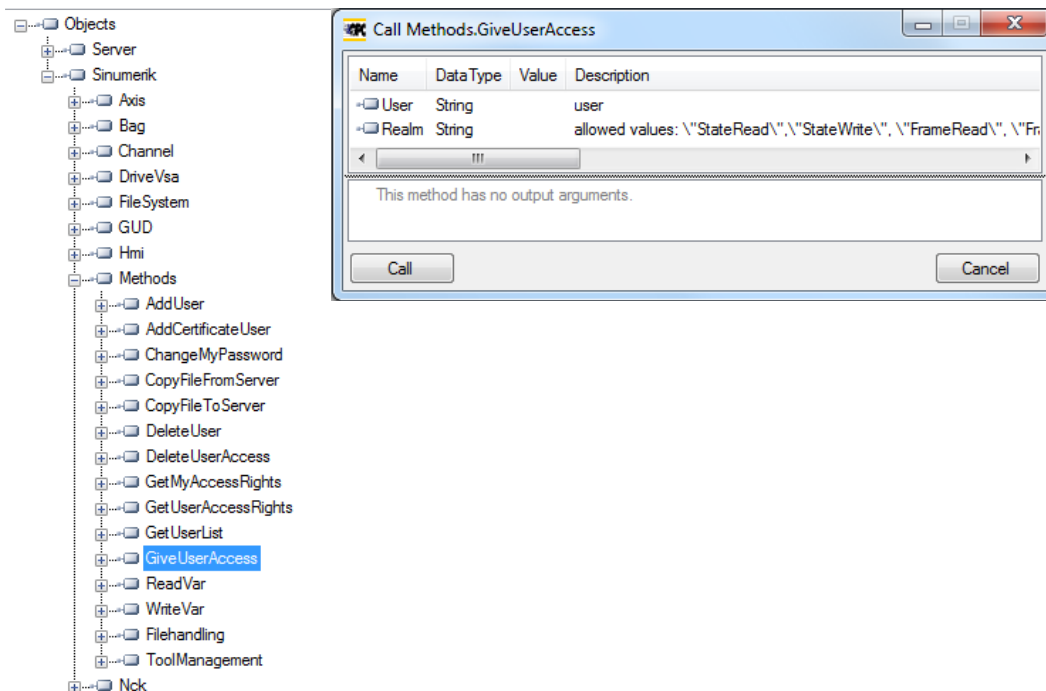 Objects
Server
Sinumerik
Axis
Bag
Channel
DriveVsa
FileSystem
GUD
Hmi
Methods
AddUser
AddCertificateUser
ChangeMyPassword
CopyFileFromServer
CopyFileToServer
DeleteUser
DeleteUserAccess
GetMyAccessRights
GetUserAccessRights
GetUserList
GiveUserAccess
ReadVar
WriteVar
Filehandling
ToolManagement
Nck
Call Methods.GiveUserAccess
Name DataType Value Description
User String user
Realm String allowed values: \"StateRead\",\"StateWrite\", \"FrameRead\", \"Fr
This method has no output arguments.
Call Cancel